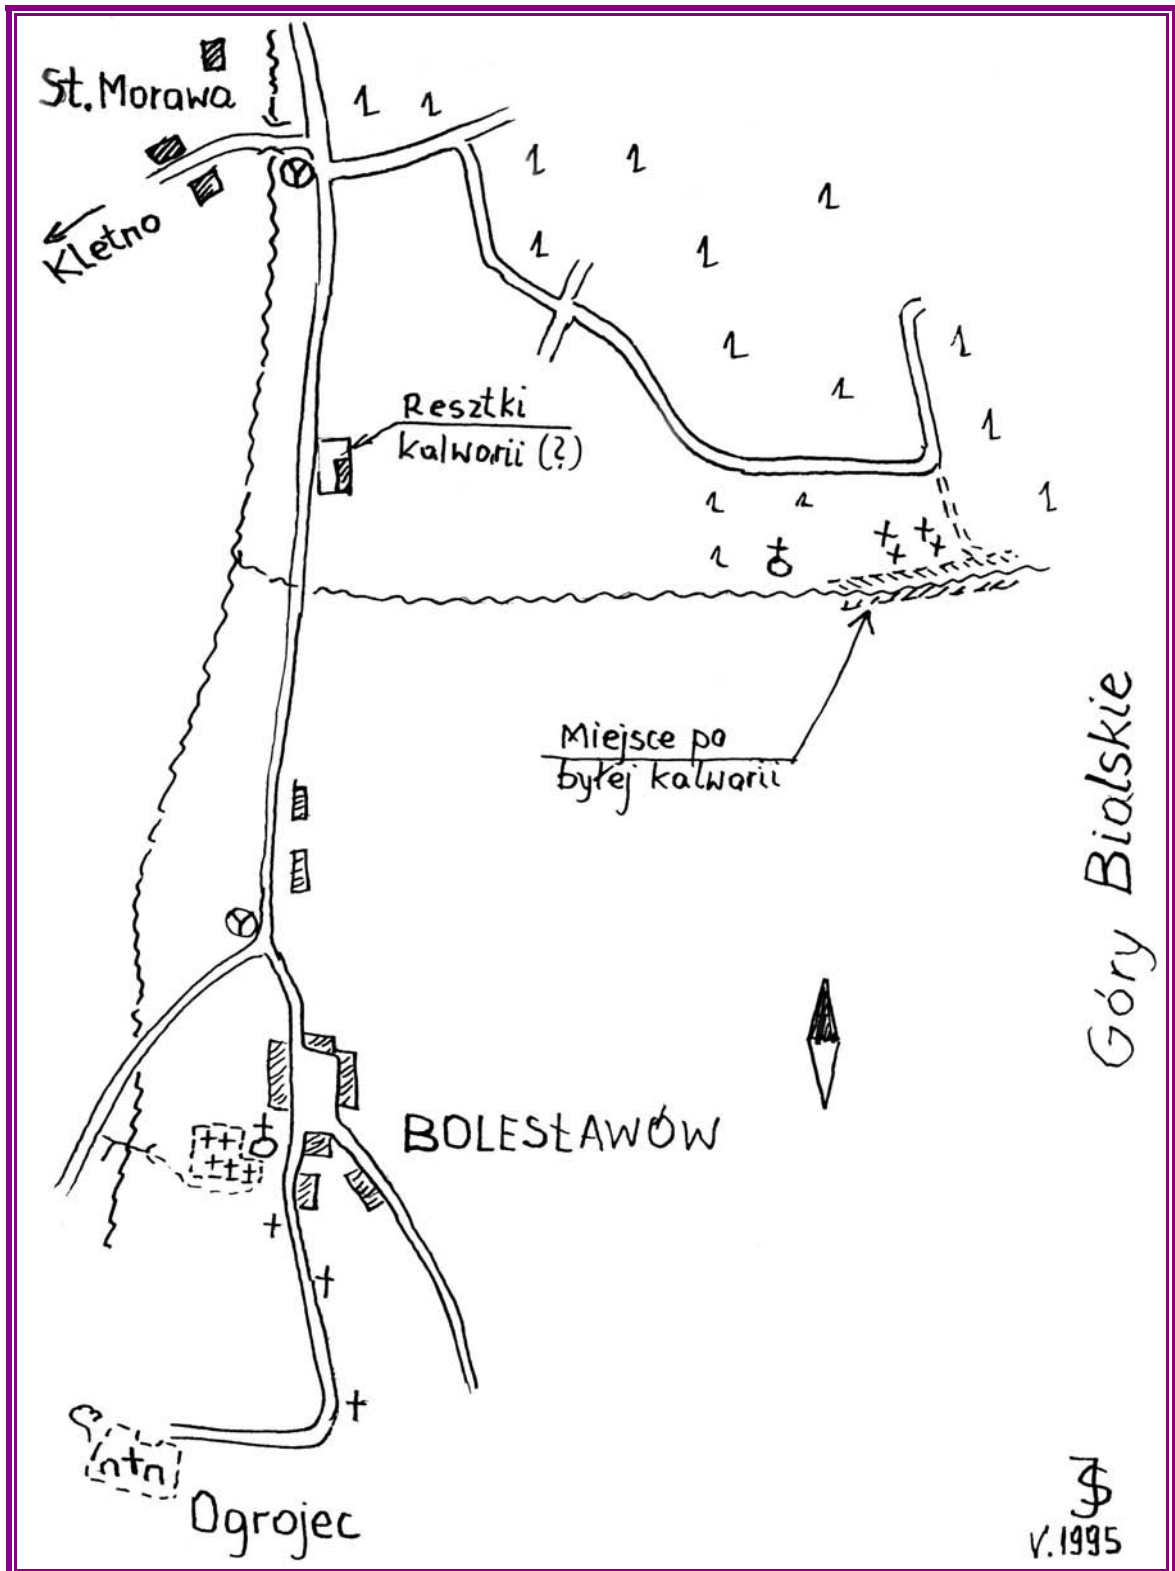 St. Morawa
Kletno
Resztki
kalwarii (?)
Miejsce po
byłej kalwarii
Góry Bialskie
BOLESŁAWÓW
Ogrojec
V.1995